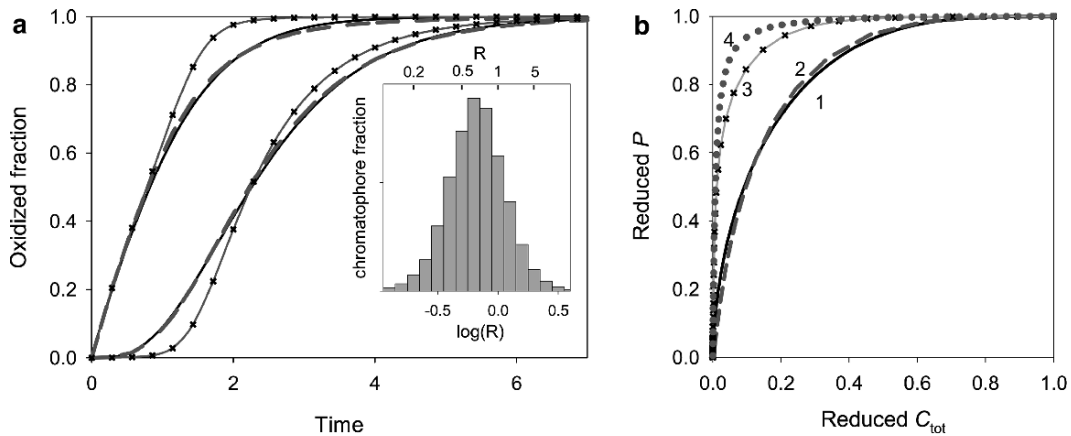 a
Oxidized fraction
1.0
0.8
0.6
0.4
0.2
0.0
0 2 4 6
Time
R
0.2 0.5 1 5
chromatophore fraction
-0.5 0.0 0.5
log(R)
b
Reduced P
1.0
0.8
0.6
0.4
0.2
0.0
4
3
2
1
0.0 0.2 0.4 0.6 0.8 1.0
Reduced Ctot